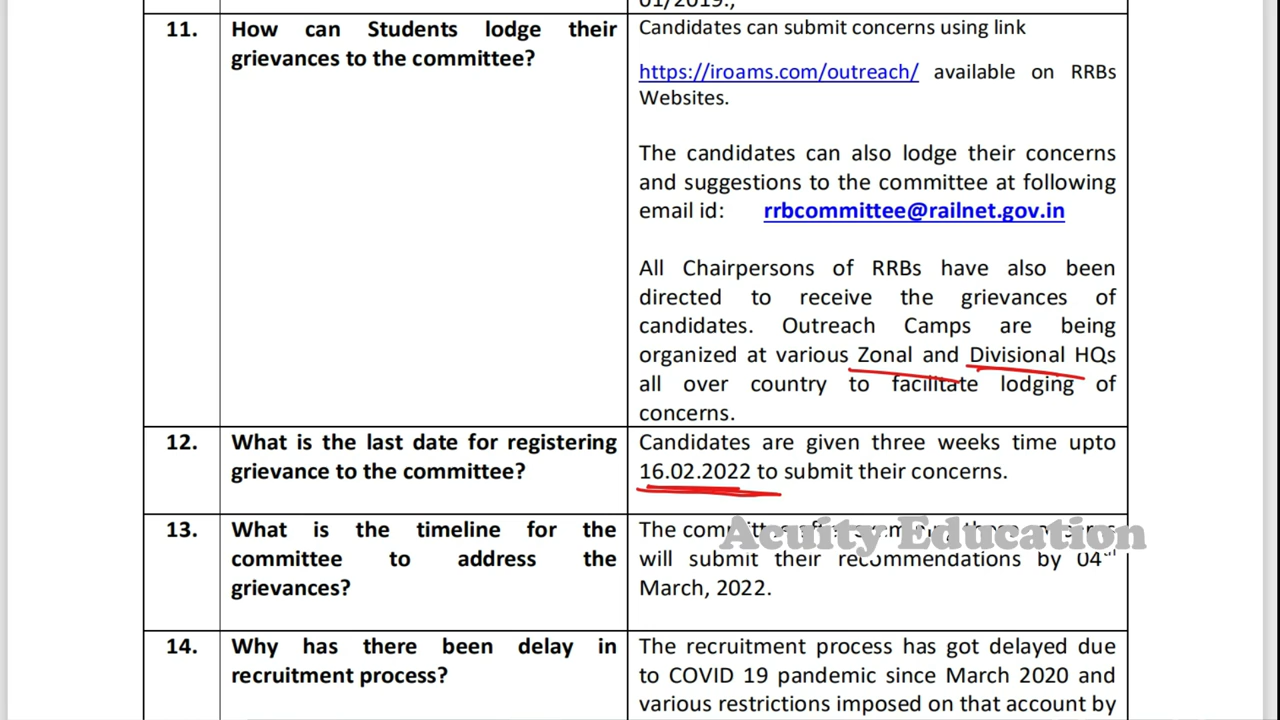 01/2019.,
11. How can Students lodge their Candidates can submit concerns using link
grievances to the committee?
https://iroams.com/outreach/ available on RRBs
Websites.
The candidates can also lodge their concerns
and suggestions to the committee at following
email id: rrbcommittee@railnet.gov.in
All Chairpersons of RRBs have also been
directed to receive the grievances of
candidates. Outreach Camps are being
organized at various Zonal and Divisional HQs
all over country to facilitate lodging of
concerns.
12. What is the last date for registering Candidates are given three weeks time upto
grievance to the committee? 16.02.2022 to submit their concerns.
13. What is the timeline for the The
Acuity Education
committee to address the will submit their recommendations by 04
grievances? March, 2022.
14. Why has there been delay in The recruitment process has got delayed due
recruitment process? to COVID 19 pandemic since March 2020 and
various restrictions imposed on that account by